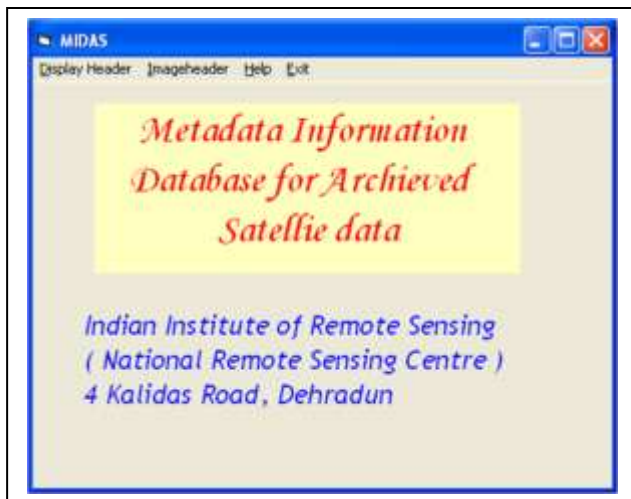 MIDAS
Display Header Imageheader Help Exit
Metadata Information
Database for Archieved
Satellie data
Indian Institute of Remote Sensing
( National Remote Sensing Centre )
4 Kalidas Road, Dehradun